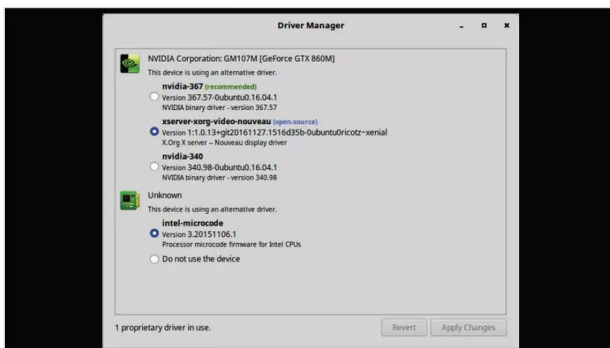 Driver Manager
NVIDIA Corporation: GM107M [GeForce GTX 860M]
This device is using an alternative driver.
nvidia-367 (recommended)
Version 367.57-0ubuntu0.16.04.1
NVIDIA binary driver - version 367.57
xserver-xorg-video-nouveau (open-source)
Version 1:1.0.13+git20161127.1516d35b-0ubuntu0ricotz~xenial
X.Org X server -- Nouveau display driver
nvidia-340
Version 340.98-0ubuntu0.16.04.1
NVIDIA binary driver - version 340.98
Unknown
This device is using an alternative driver.
intel-microcode
Version 3.20151106.1
Processor microcode firmware for Intel CPUs
Do not use the device
1 proprietary driver in use.
Revert
Apply Changes